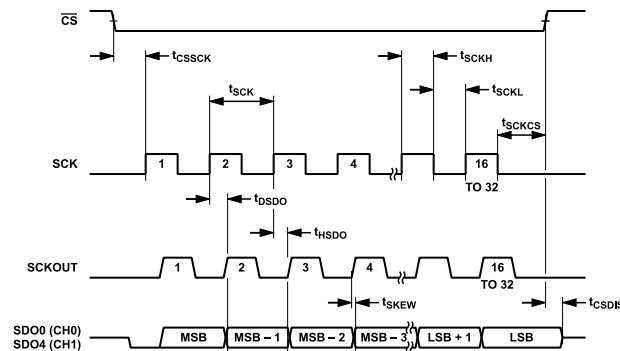 CS
tCSSCK
tSCKH
tSCK
tSCKL
tSCKCS
SCK
1
2
3
4
16
TO 32
tDSDO
tHSDO
SCKOUT
1
2
3
4
16
TO 32
tSKEW
tCSDIS
SDO0 (CH0)
SDO4 (CH1)
MSB
MSB – 1
MSB – 2
MSB – 3
LSB + 1
LSB